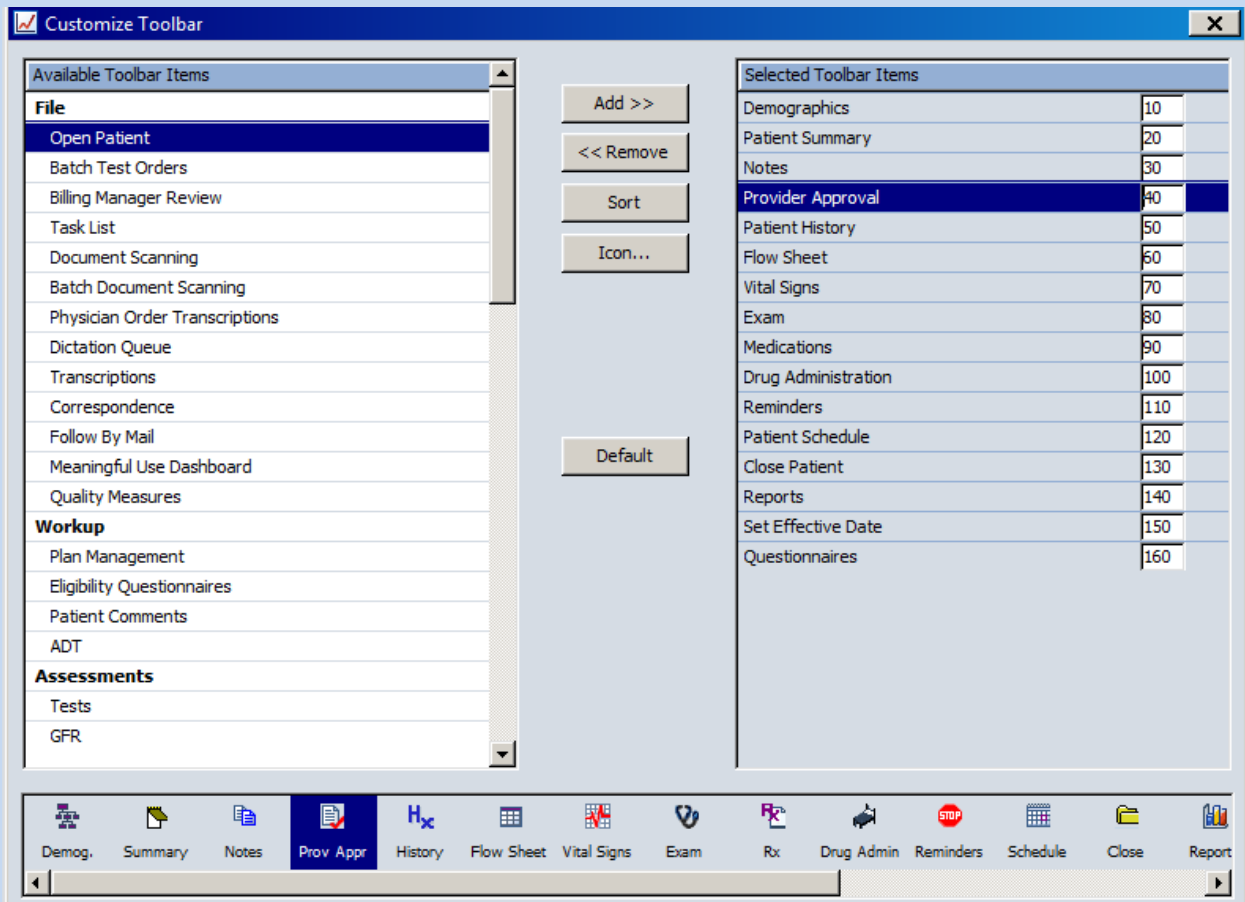 Customize Toolbar
Available Toolbar Items
File
Open Patient
Batch Test Orders
Billing Manager Review
Task List
Document Scanning
Batch Document Scanning
Physician Order Transcriptions
Dictation Queue
Transcriptions
Correspondence
Follow By Mail
Meaningful Use Dashboard
Quality Measures
Workup
Plan Management
Eligibility Questionnaires
Patient Comments
ADT
Assessments
Tests
GFR
Add >>
<< Remove
Sort
Icon...
Default
Selected Toolbar Items
Demographics 10
Patient Summary 20
Notes 30
Provider Approval 40
Patient History 50
Flow Sheet 60
Vital Signs 70
Exam 80
Medications 90
Drug Administration 100
Reminders 110
Patient Schedule 120
Close Patient 130
Reports 140
Set Effective Date 150
Questionnaires 160
Hx Rx STOP
Demog. Summary Notes Prov Appr History Flow Sheet Vital Signs Exam Rx Drug Admin Reminders Schedule Close Report